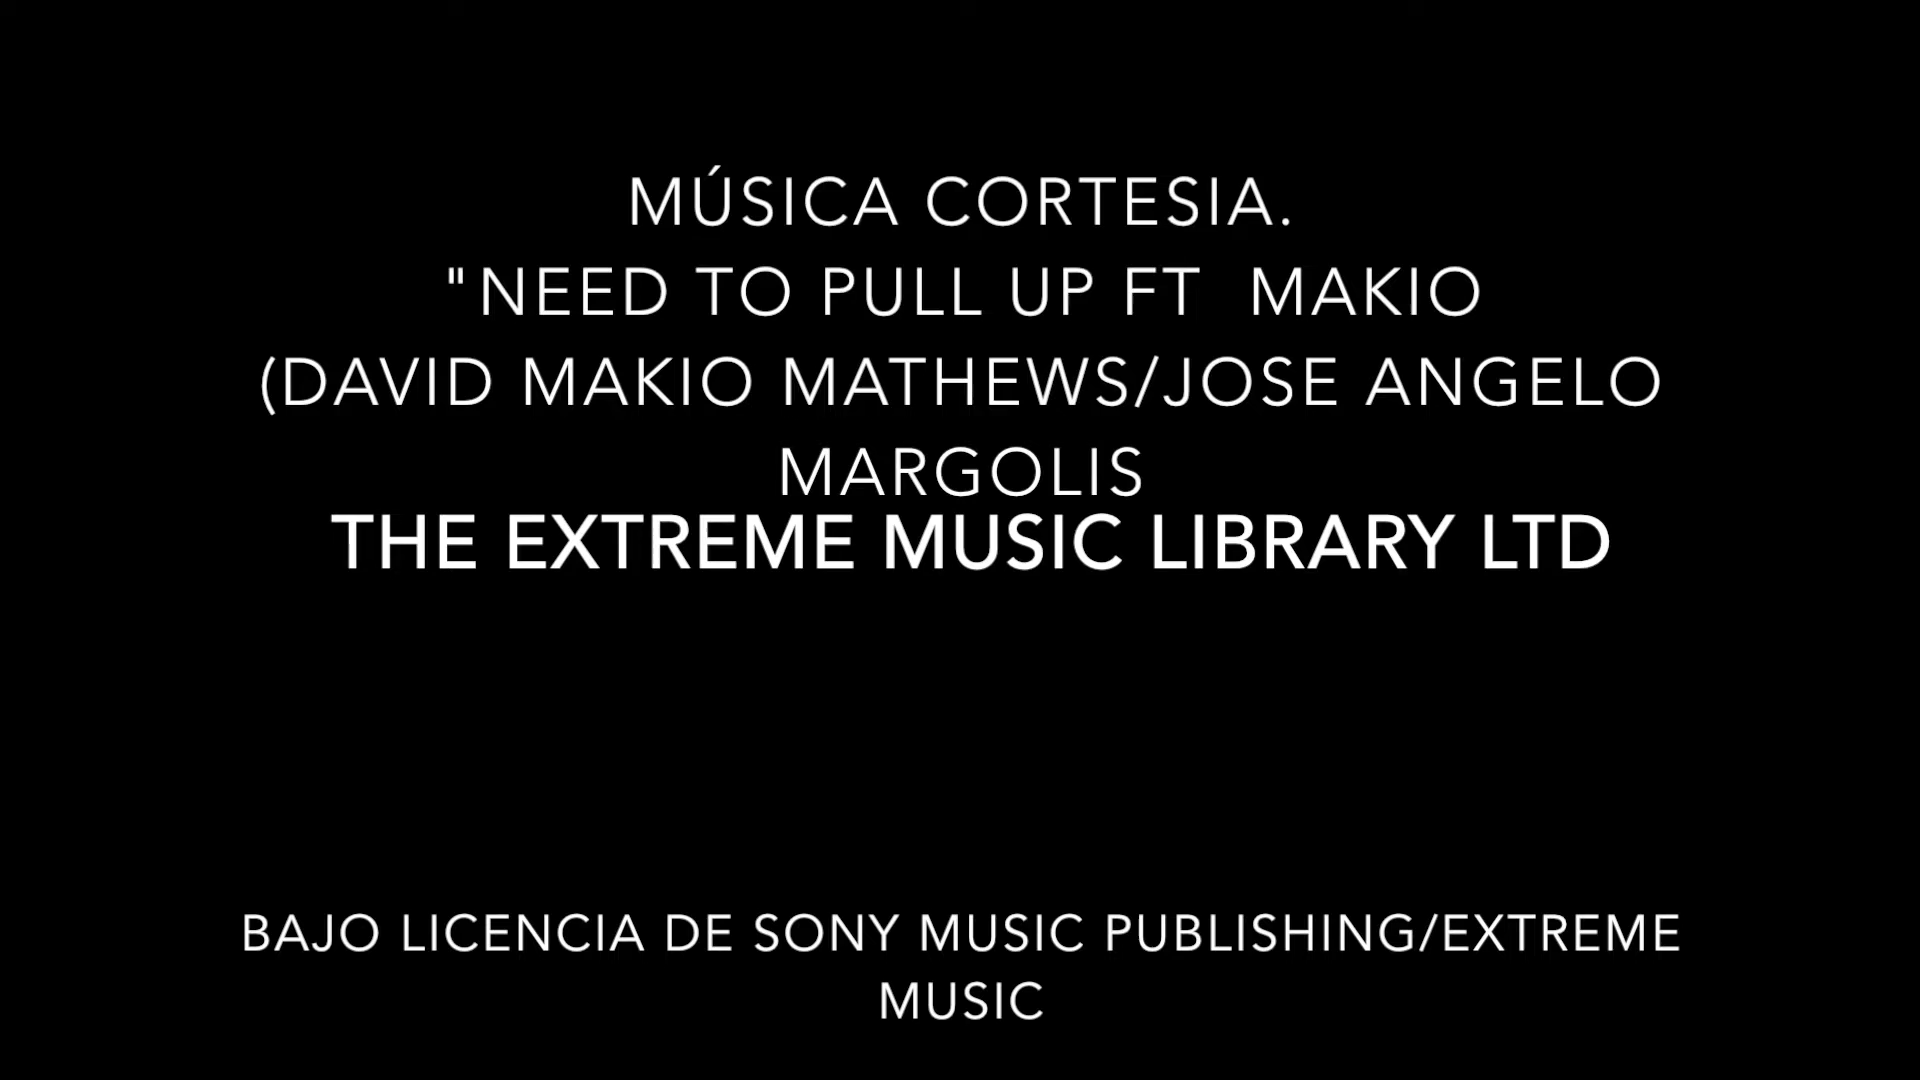 MÚSICA CORTESIA.
"NEED TO PULL UP FT  MAKIO
(DAVID MAKIO MATHEWS/JOSE ANGELO
MARGOLIS
THE EXTREME MUSIC LIBRARY LTD
BAJO LICENCIA DE SONY MUSIC PUBLISHING/EXTREME
MUSIC